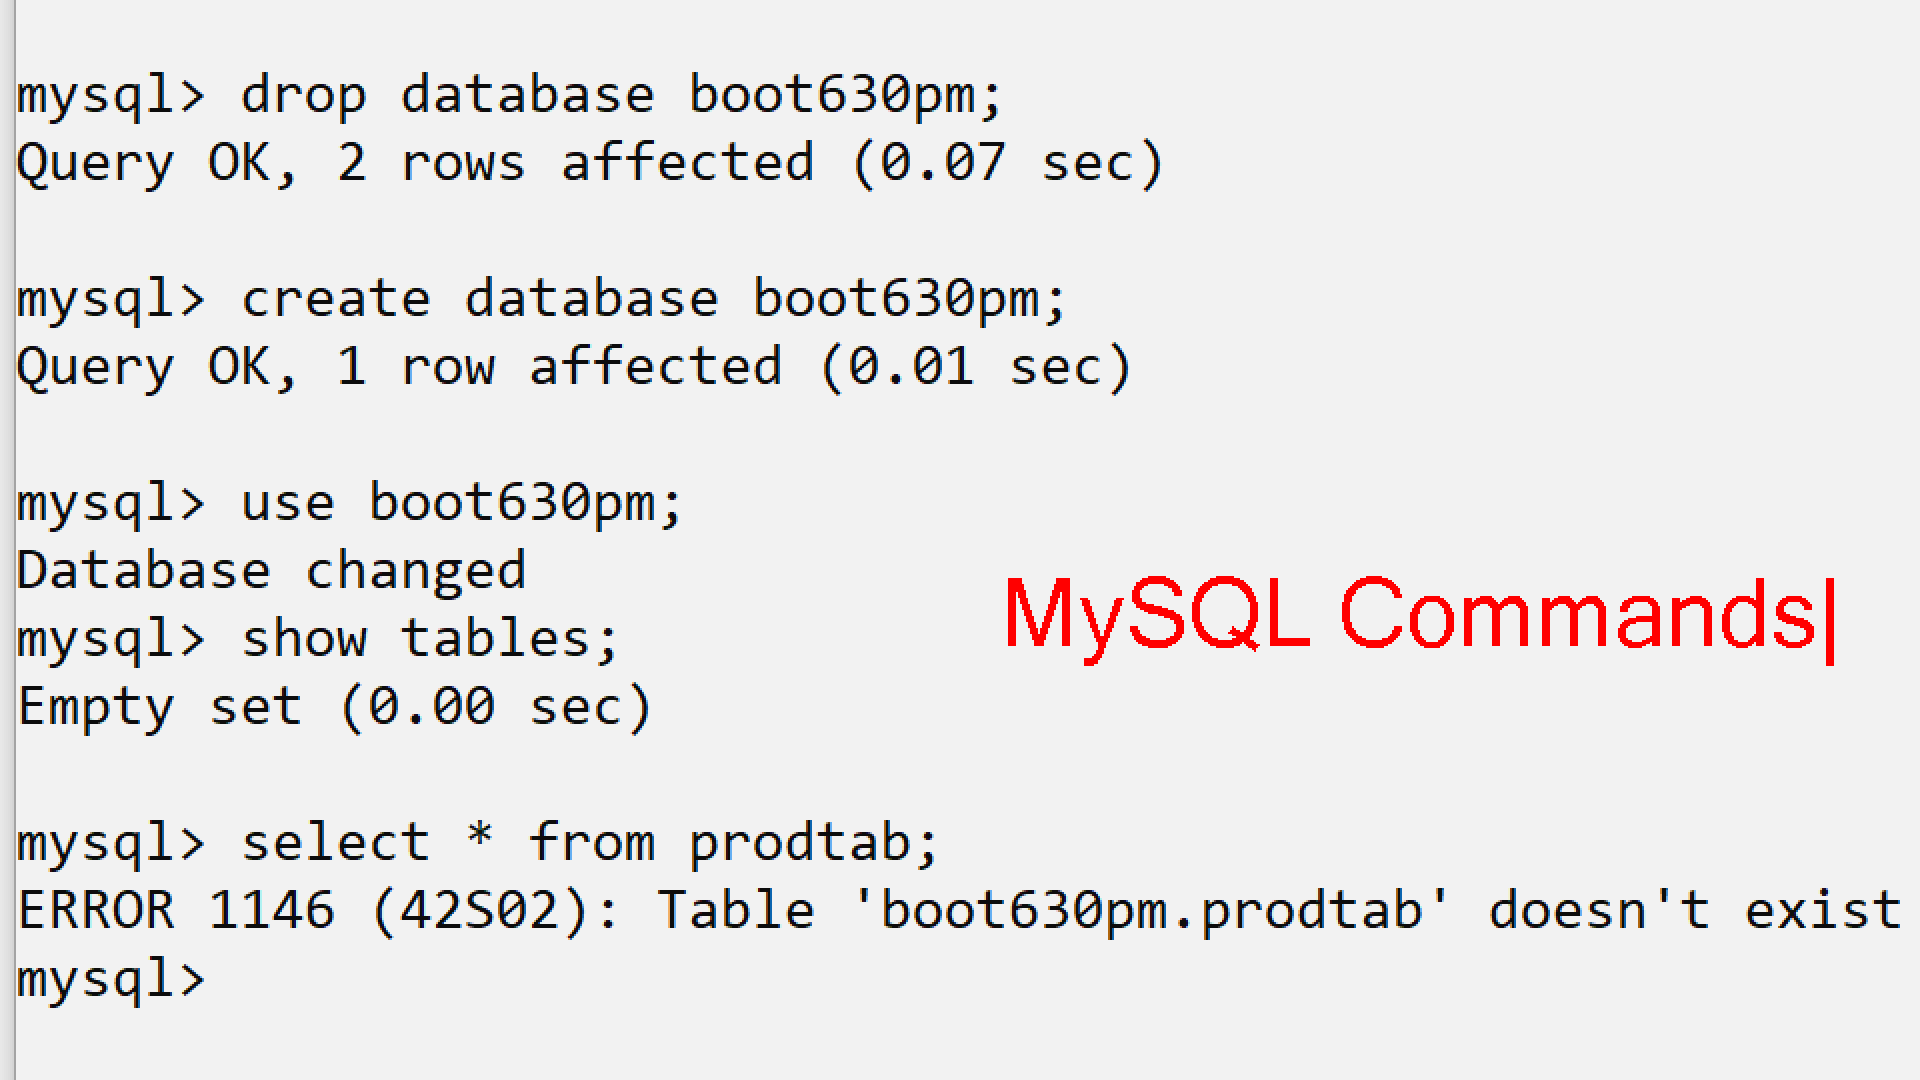 mysql> drop database boot630pm;
Query OK, 2 rows affected (0.07 sec)
mysql> create database boot630pm;
Query OK, 1 row affected (0.01 sec)
mysql> use boot630pm;
Database changed
mysql> show tables;
Empty set (0.00 sec)
MySQL Commands|
mysql> select * from prodtab;
ERROR 1146 (42S02): Table 'boot630pm.prodtab' doesn't exist
mysql>